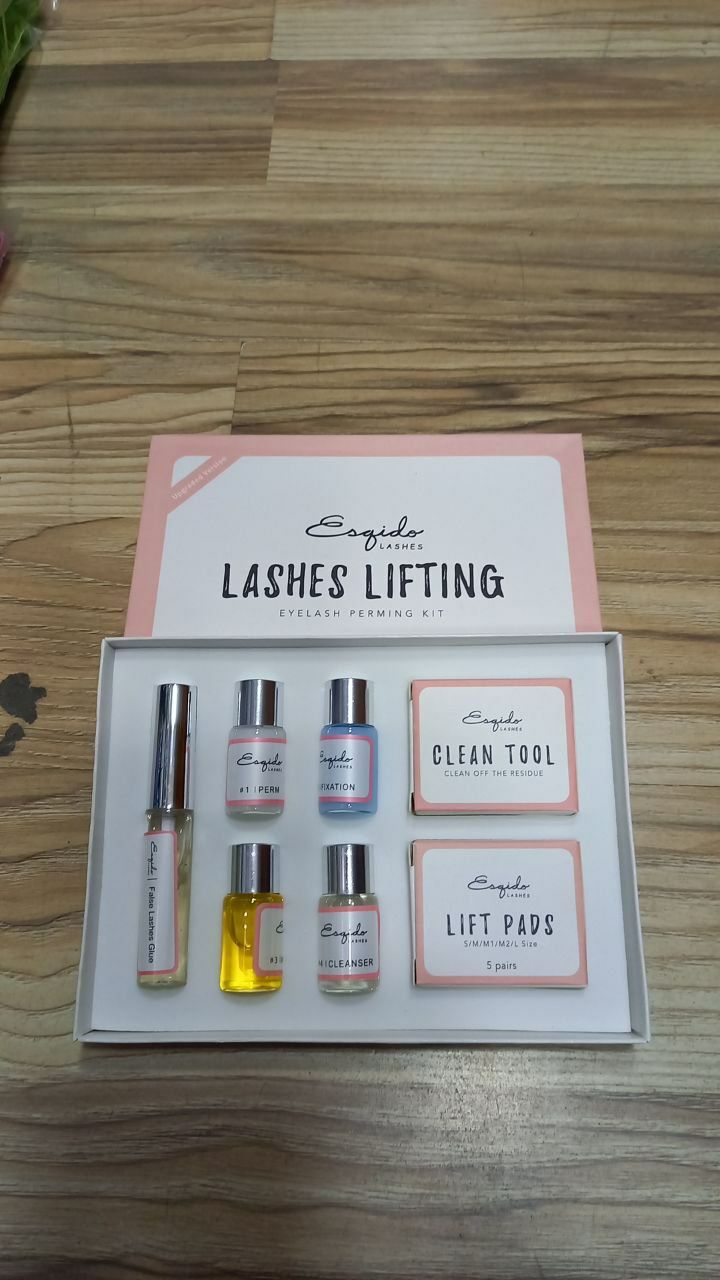 Upgraded Version
Esqido
LASHES
LASHES LIFTING
EYELASH PERMING KIT
Esqido
False Lashes Glue
Esqido
LASHES
#1 | PERM
Esqido
LASHES
FIXATION
Esqido
LASHES
CLEAN TOOL
CLEAN OFF THE RESIDUE
#3
Esqido
LASHES
CLEANSER
Esqido
LASHES
LIFT PADS
S/M/M1/M2/L Size
5 pairs